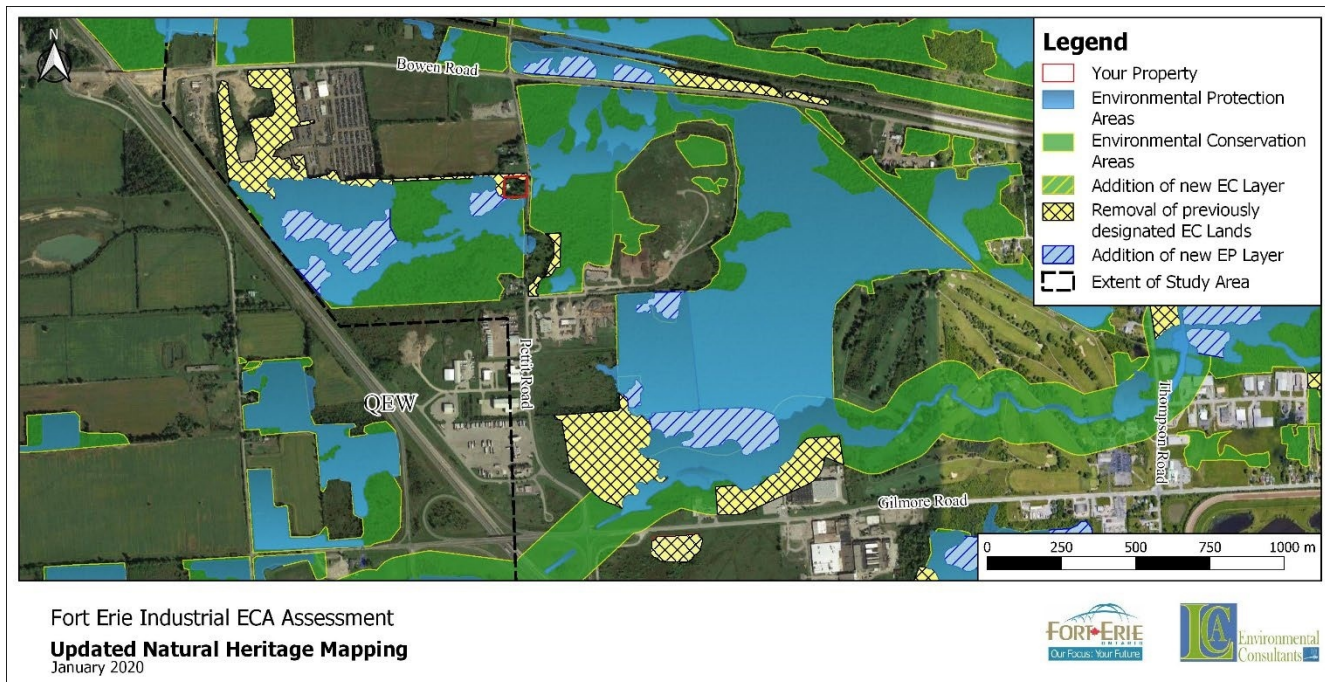 N
Bowen Road
QEW
Pettit Road
Gilmore Road
Thompson Road
Legend
Your Property
Environmental Protection
Areas
Environmental Conservation
Areas
Addition of new EC Layer
Removal of previously
designated EC Lands
Addition of new EP Layer
Extent of Study Area
0 250 500 750 1000 m
Fort Erie Industrial ECA Assessment
Updated Natural Heritage Mapping
January 2020
FORT ERIE
ONTARIO
Our Focus: Your Future
LCA
Environmental
Consultants